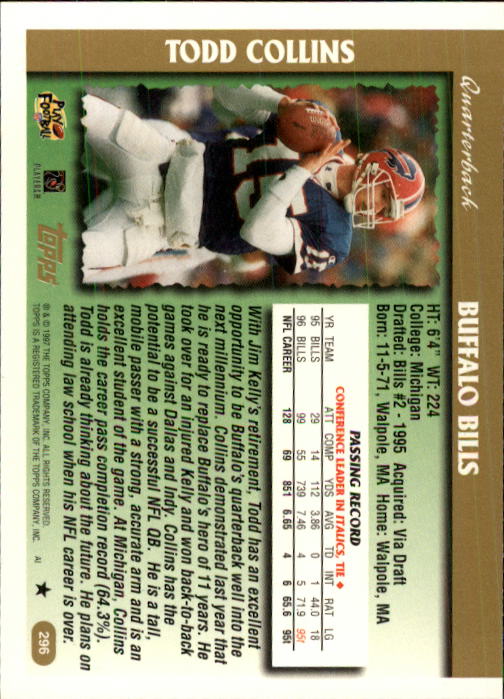 TODD COLLINS
Quarterback
BUFFALO BILLS
15
PLAY FOOTBALL
PLAYERS INC
TOPPS
HT: 6'4" WT: 224
College: Michigan
Drafted: Bills #2 - 1995 Acquired: Via Draft
Born: 11-5-71, Walpole, MA Home: Walpole, MA
PASSING RECORD
CONFERENCE LEADER IN ITALICS, TIE ♦
YR TEAM ATT COMP YDS AVG TD INT RAT LG
95 BILLS 29 14 112 3.86 0 1 44.0 18
96 BILLS 99 55 739 7.46 4 5 71.9 95t
NFL CAREER 128 69 851 6.65 4 6 65.6 95t
With Jim Kelly's retirement, Todd has an excellent
opportunity to be Buffalo's quarterback well into the
next millenium. Collins demonstrated last year that
he is ready to replace Buffalo's hero of 11 years. He
took over for an injured Kelly and won back-to-back
games against Dallas and Indy. Collins has the
potential to be a successful NFL QB. He is a tall,
mobile passer with a strong, accurate arm and is an
excellent student of the game. At Michigan, Collins
holds the career pass completion record (64.3%).
Todd is already thinking about the future. He plans on
attending law school when his NFL career is over.
® & © 1997 THE TOPPS COMPANY, INC. ALL RIGHTS RESERVED.
TOPPS IS A REGISTERED TRADEMARK OF THE TOPPS COMPANY, INC. AI
★
296